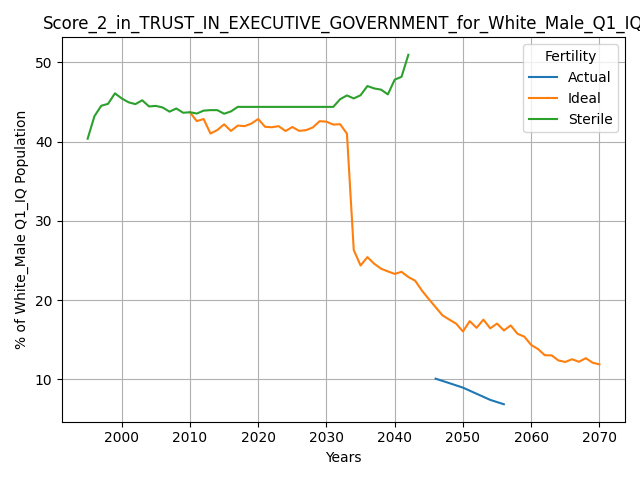 Score_2_in_TRUST_IN_EXECUTIVE_GOVERNMENT_for_White_Male_Q1_IQ
Fertility
Actual
Ideal
Sterile
% of White_Male Q1_IQ Population
50
40
30
20
10
2000 2010 2020 2030 2040 2050 2060 2070
Years